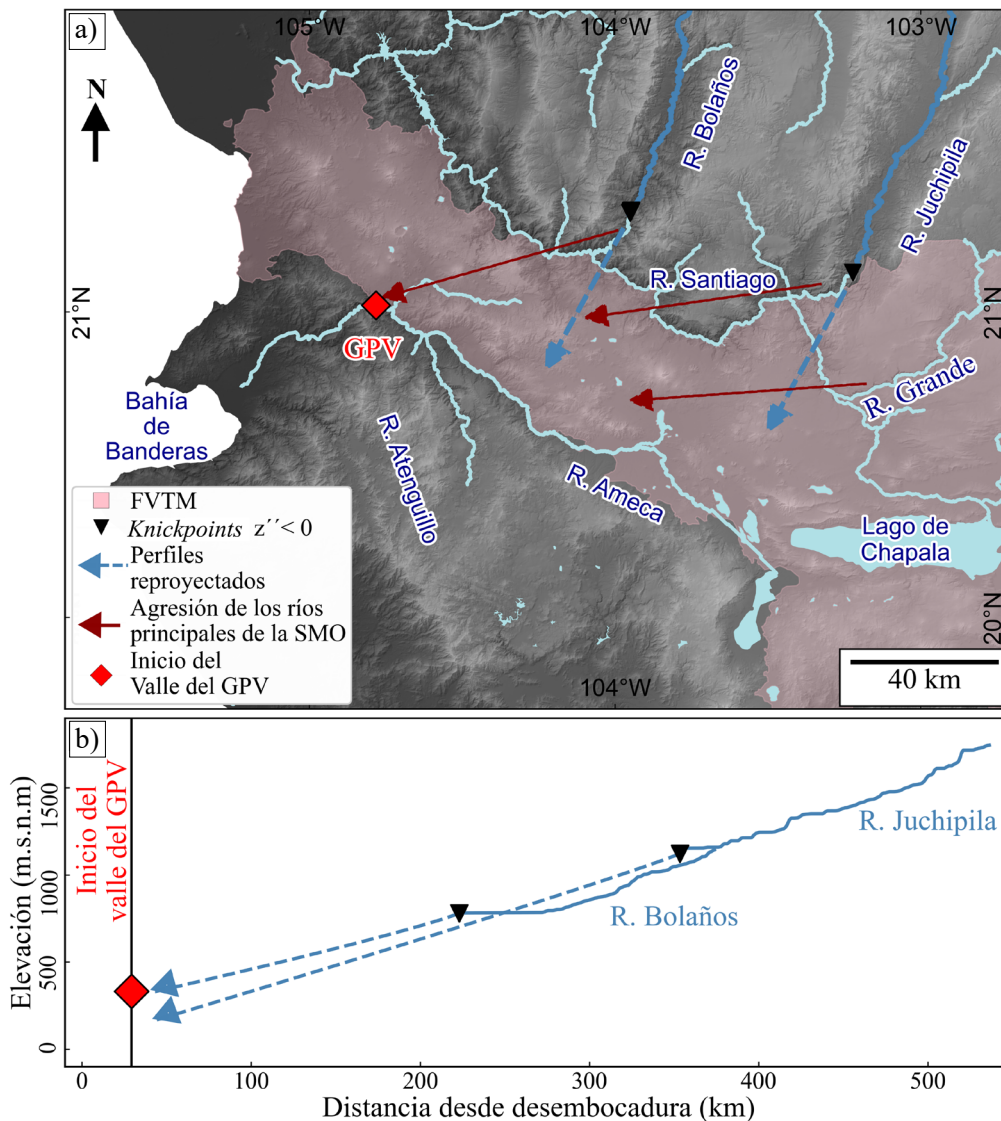 a)
105°W
104°W
103°W
N
R. Bolaños
R. Juchipila
R. Santiago
21°N
21°N
GPV
R. Grande
Bahía
de
Banderas
R. Atenguillo
R. Ameca
Lago de
Chapala
FVTM
Knickpoints z´´< 0
Perfiles
reproyectados
Agresión de los ríos
principales de la SMO
Inicio del
Valle del GPV
20°N
104°W
40 km
b)
Elevación (m.s.n.m)
1500
1000
500
0
Inicio del
valle del GPV
R. Juchipila
R. Bolaños
0
100
200
300
400
500
Distancia desde desembocadura (km)